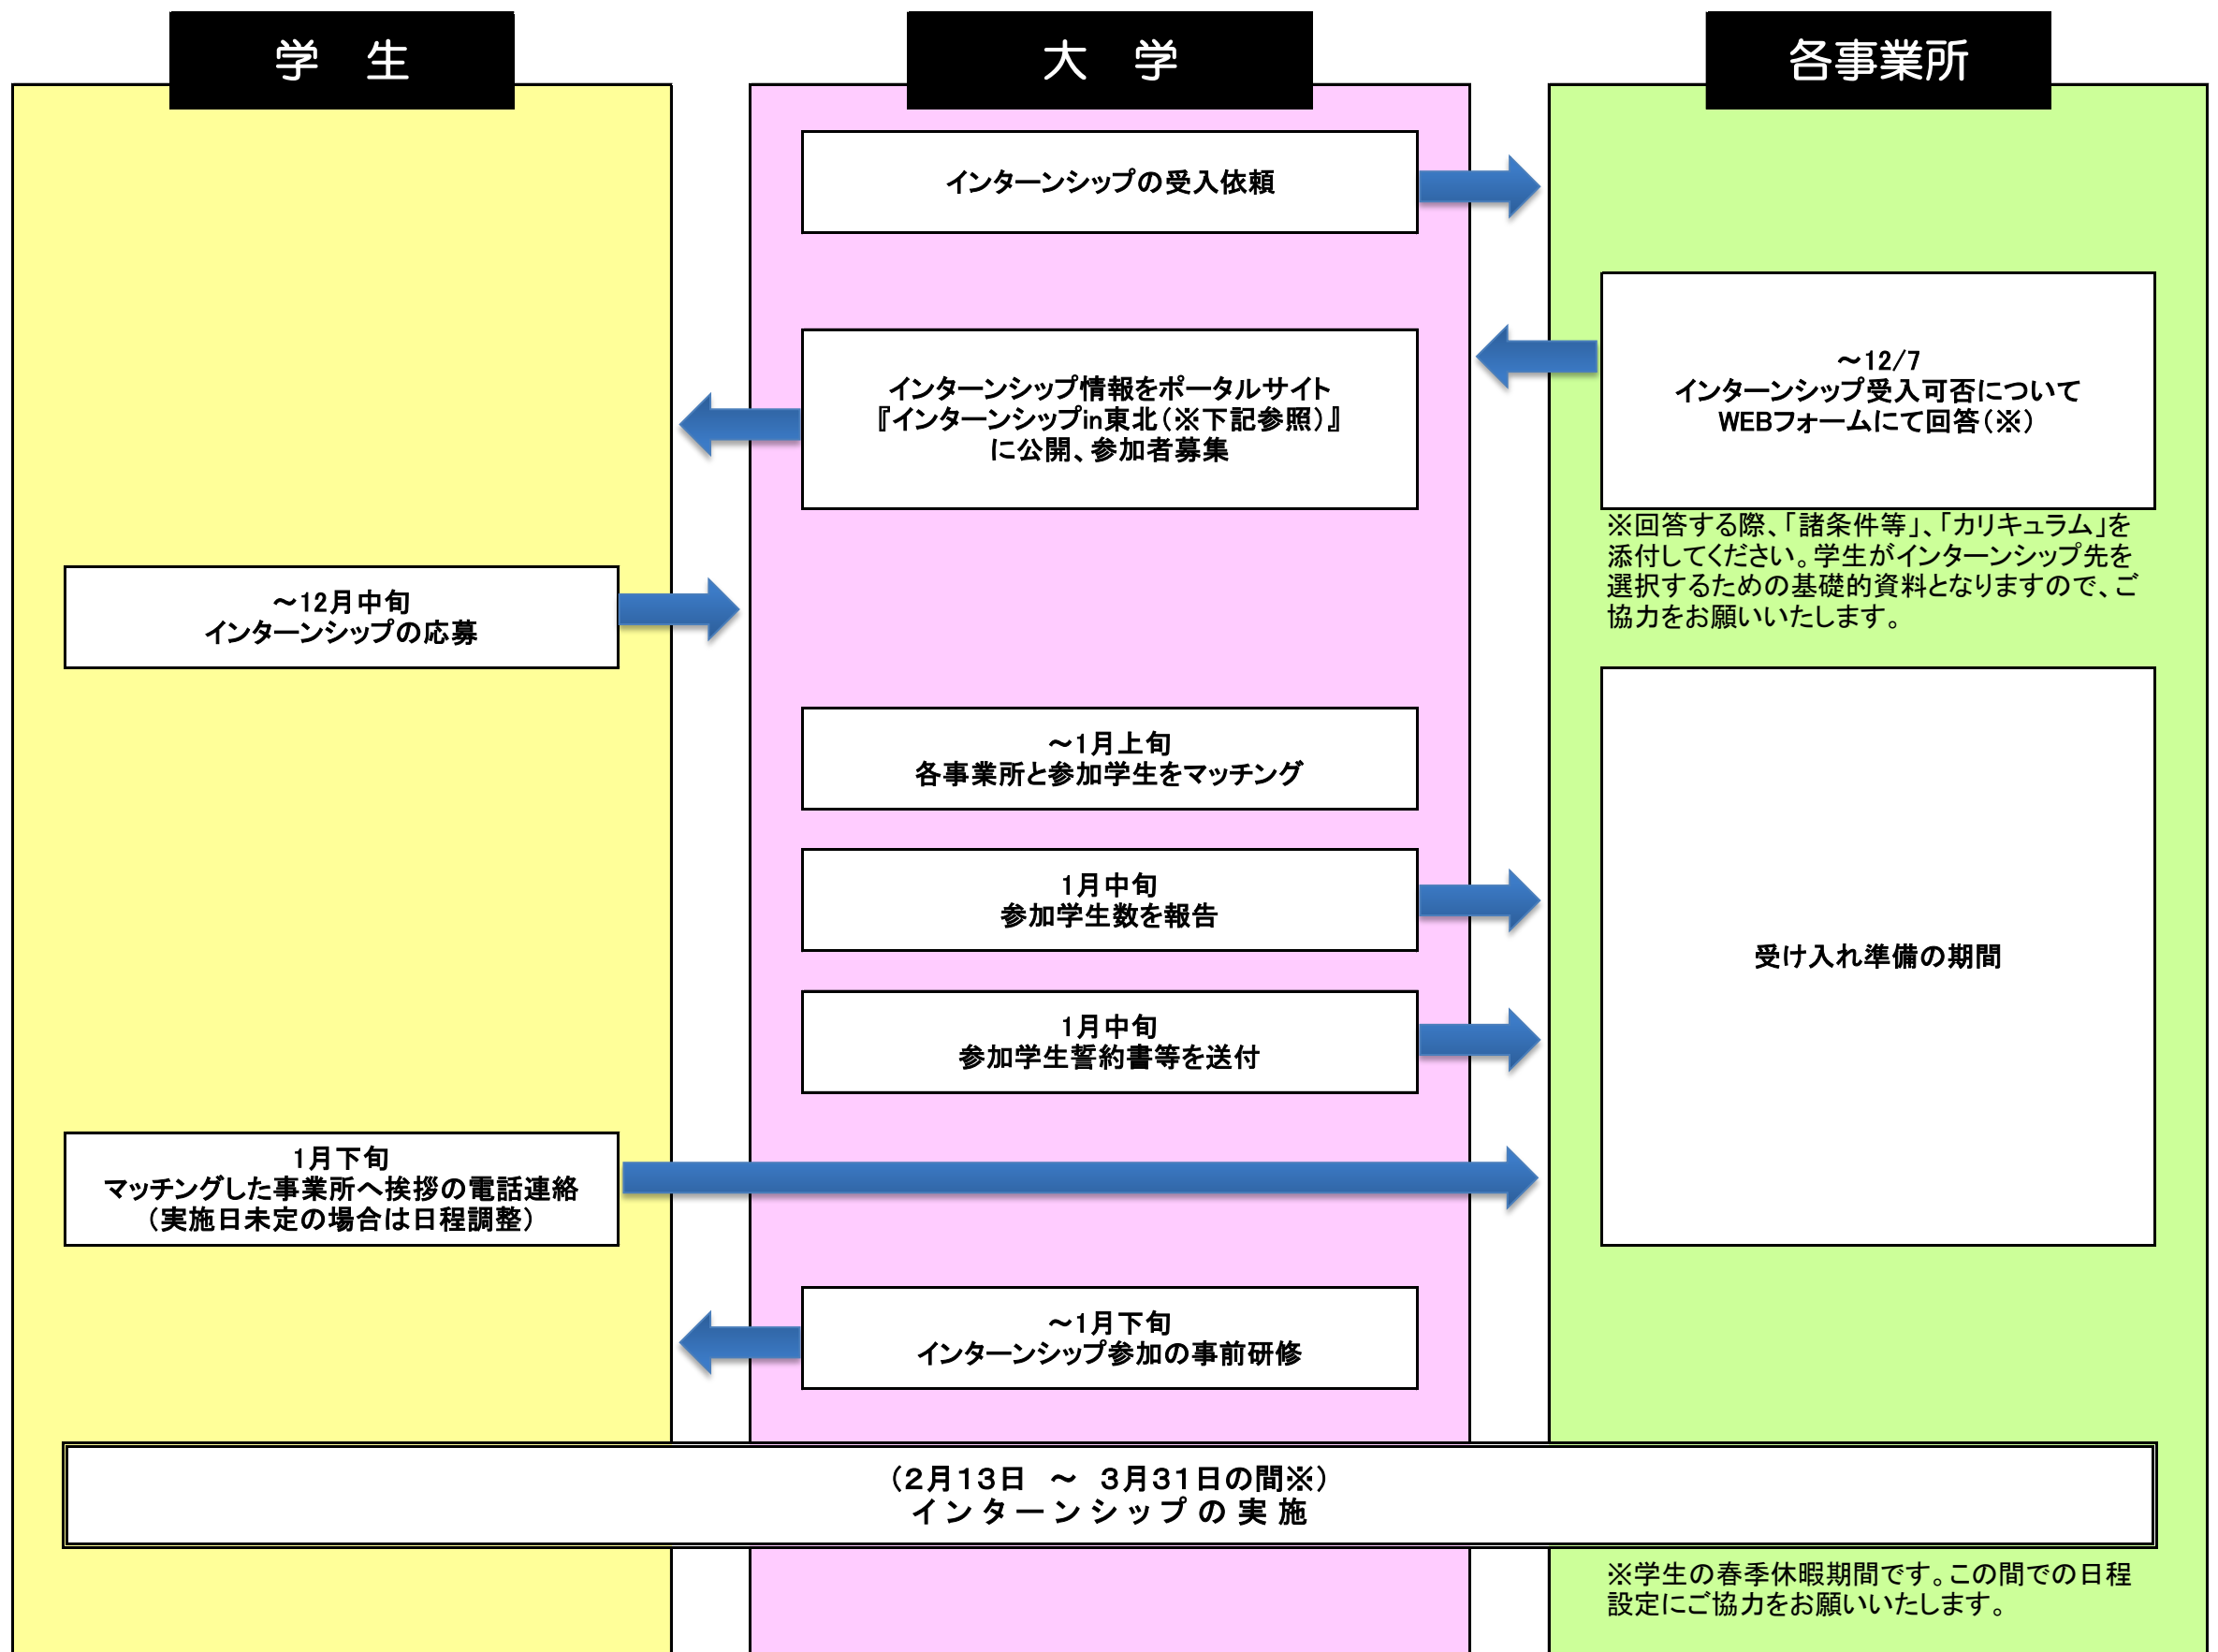 学　生
大　学
各事業所
インターンシップの受入依頼
～12/7
インターンシップ受入可否について
WEBフォームにて回答（※）
インターンシップ情報をポータルサイト
『インターンシップin東北（※下記参照）』
に公開、参加者募集
※回答する際、「諸条件等」、「カリキュラム」を
添付してください。学生がインターンシップ先を
選択するための基礎的資料となりますので、ご
協力をお願いいたします。
～12月中旬
インターンシップの応募
～1月上旬
各事業所と参加学生をマッチング
1月中旬
参加学生数を報告
受け入れ準備の期間
1月中旬
参加学生誓約書等を送付
1月下旬
マッチングした事業所へ挨拶の電話連絡
（実施日未定の場合は日程調整）
～1月下旬
インターンシップ参加の事前研修
（２月１３日　～　３月３１日の間※）
インターンシップの実施
※学生の春季休暇期間です。この間での日程
設定にご協力をお願いいたします。